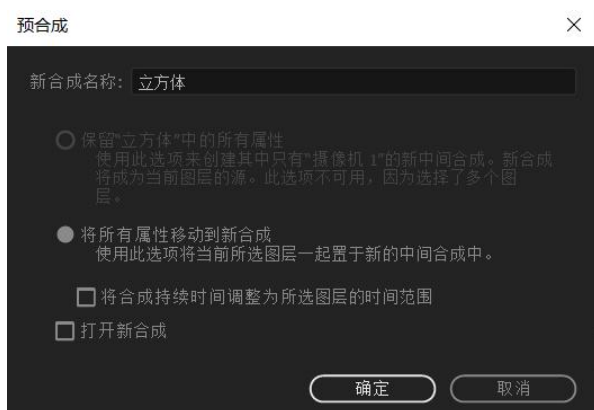 预合成
新合成名称: 立方体
保留“立方体”中的所有属性
使用此选项来创建其中只有“摄像机 1”的新中间合成。新合成
将成为当前图层的源。此选项不可用，因为选择了多个图
层。
将所有属性移动到新合成
使用此选项将当前所选图层一起置于新的中间合成中。
将合成持续时间调整为所选图层的时间范围
打开新合成
确定 取消